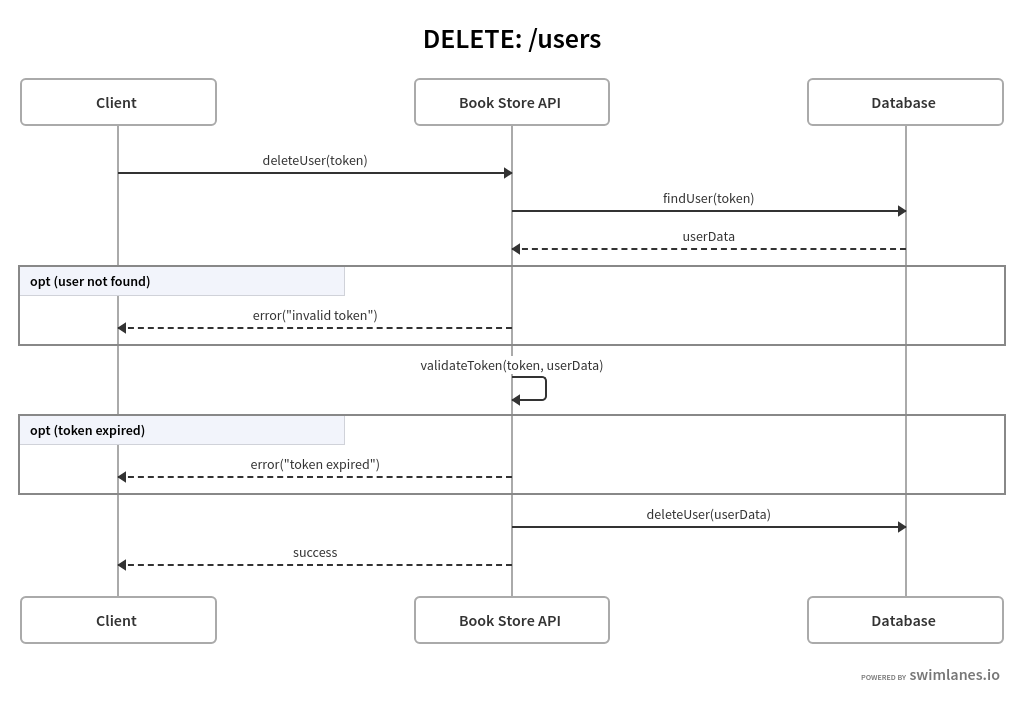 DELETE: /users
Client Book Store API Database
deleteUser(token)
findUser(token)
userData
opt (user not found)
error("invalid token")
validateToken(token, userData)
opt (token expired)
error("token expired")
deleteUser(userData)
success
Client Book Store API Database
POWERED BY swimlanes.io